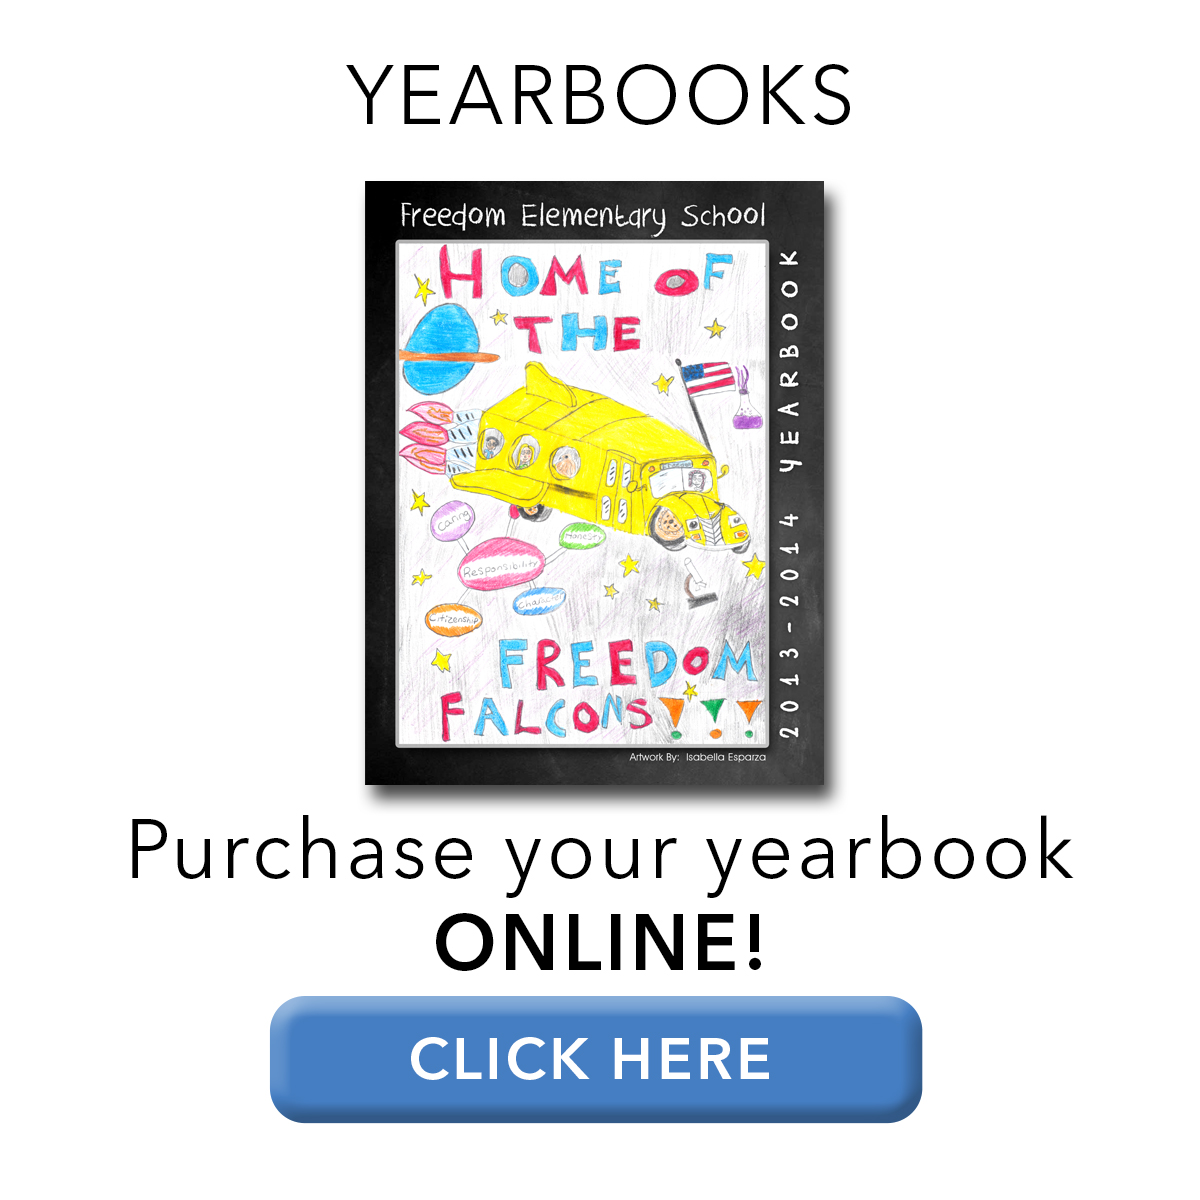 YEARBOOKS
Freedom Elementary School
HOME OF
THE
Caring
Honesty
Responsibility
Character
Citizenship
FREEDOM
FALCONS!!!
2013-2014 YEARBOOK
Artwork By: Isabella Esparza
Purchase your yearbook
ONLINE!
CLICK HERE